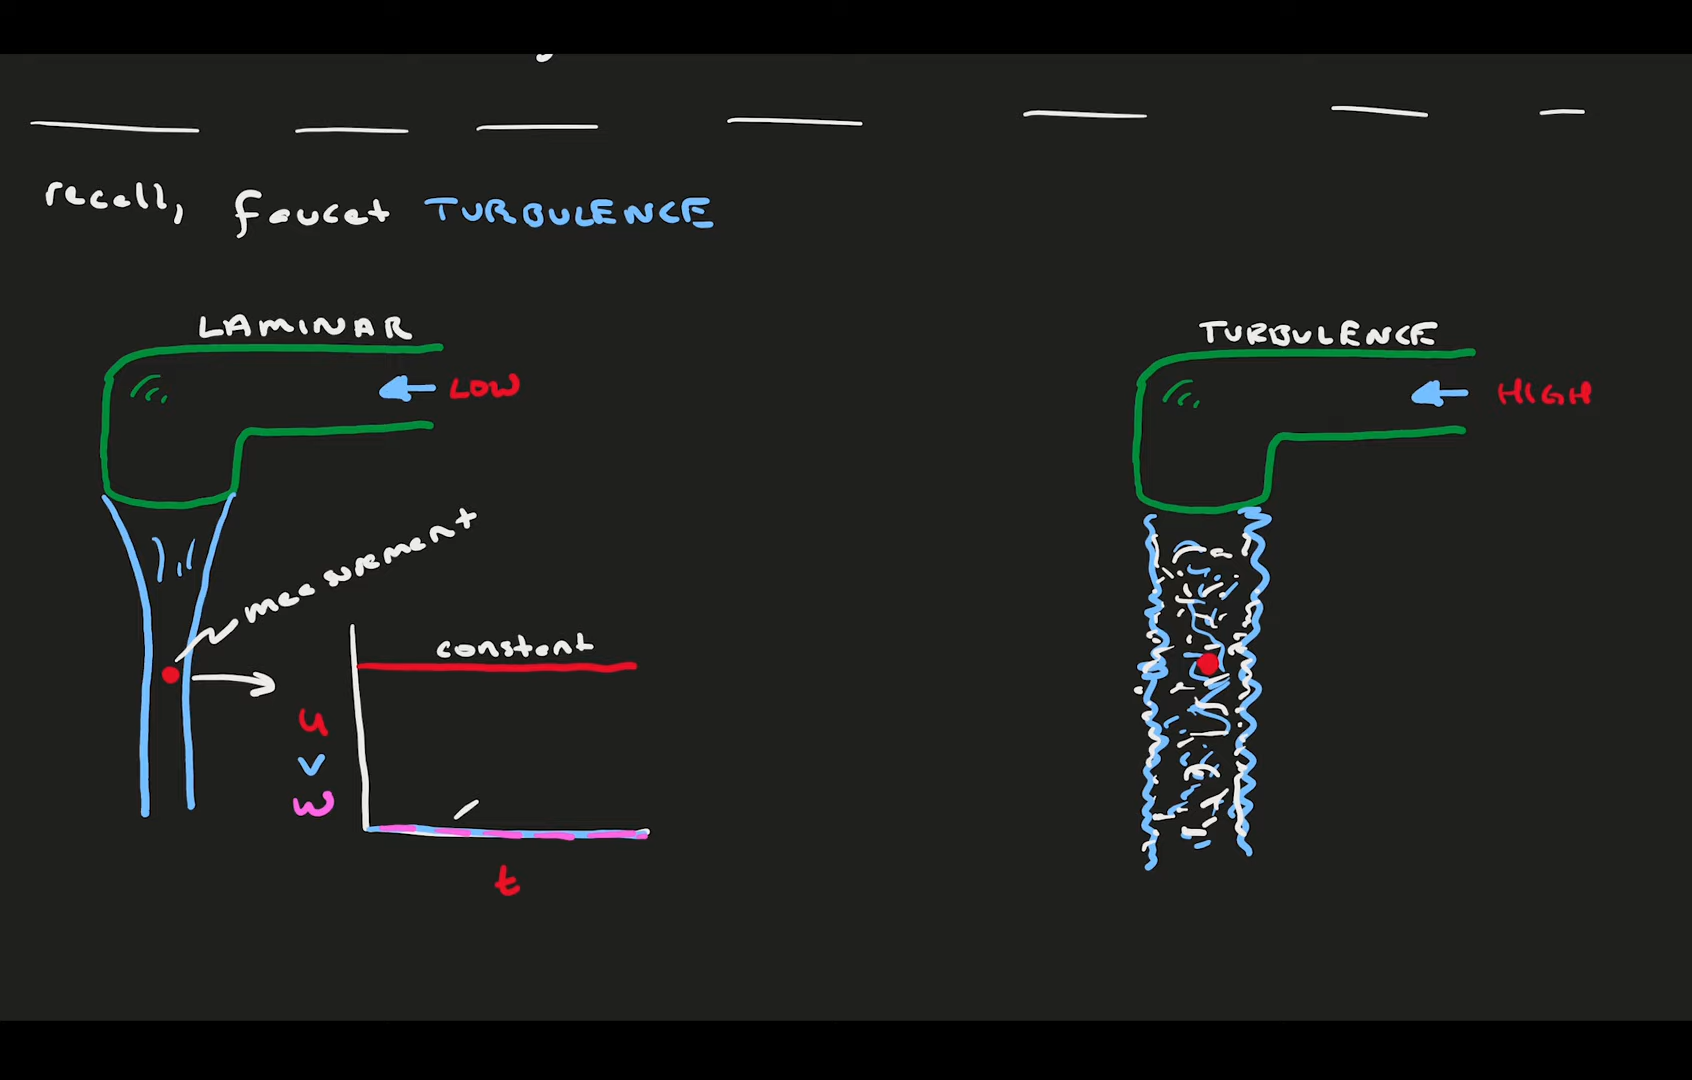 recall, faucet TURBULENCE
LAMINAR
LOW
measurement
constant
u
v
w
t
TURBULENCE
HIGH